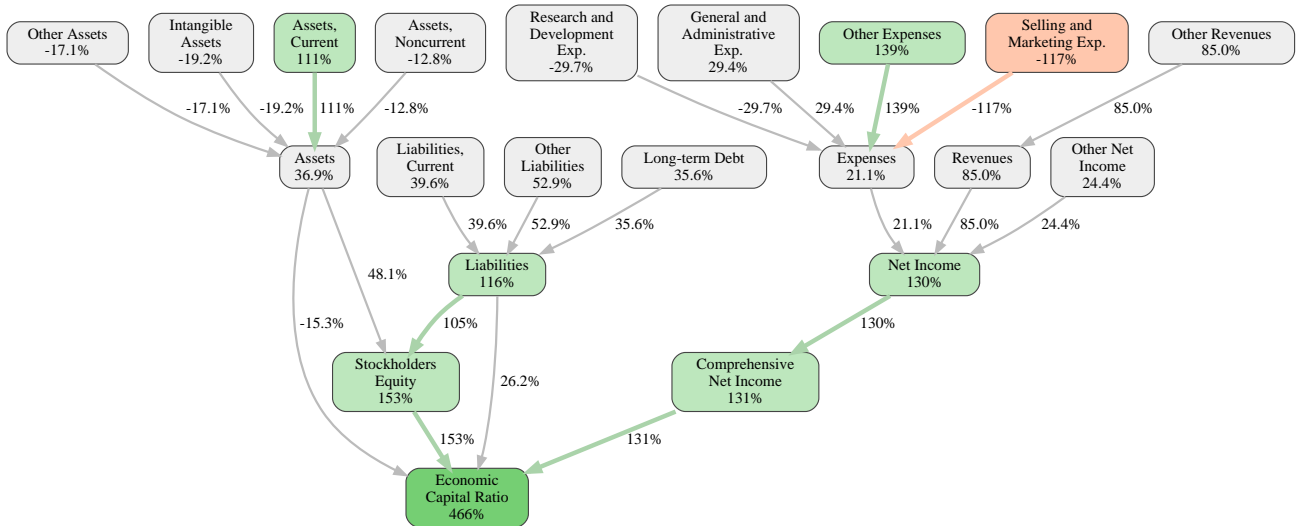 Other Assets
-17.1%
Intangible
Assets
-19.2%
Assets,
Current
111%
Assets,
Noncurrent
-12.8%
Research and
Development
Exp.
-29.7%
General and
Administrative
Exp.
29.4%
Other Expenses
139%
Selling and
Marketing Exp.
-117%
Other Revenues
85.0%
-17.1%
-19.2%
111%
-12.8%
-29.7%
29.4%
139%
-117%
85.0%
Assets
36.9%
Liabilities,
Current
39.6%
Other
Liabilities
52.9%
Long-term Debt
35.6%
Expenses
21.1%
Revenues
85.0%
Other Net
Income
24.4%
39.6%
52.9%
35.6%
21.1%
85.0%
24.4%
48.1%
Liabilities
116%
Net Income
130%
-15.3%
105%
130%
Stockholders
Equity
153%
26.2%
Comprehensive
Net Income
131%
153%
131%
Economic
Capital Ratio
466%